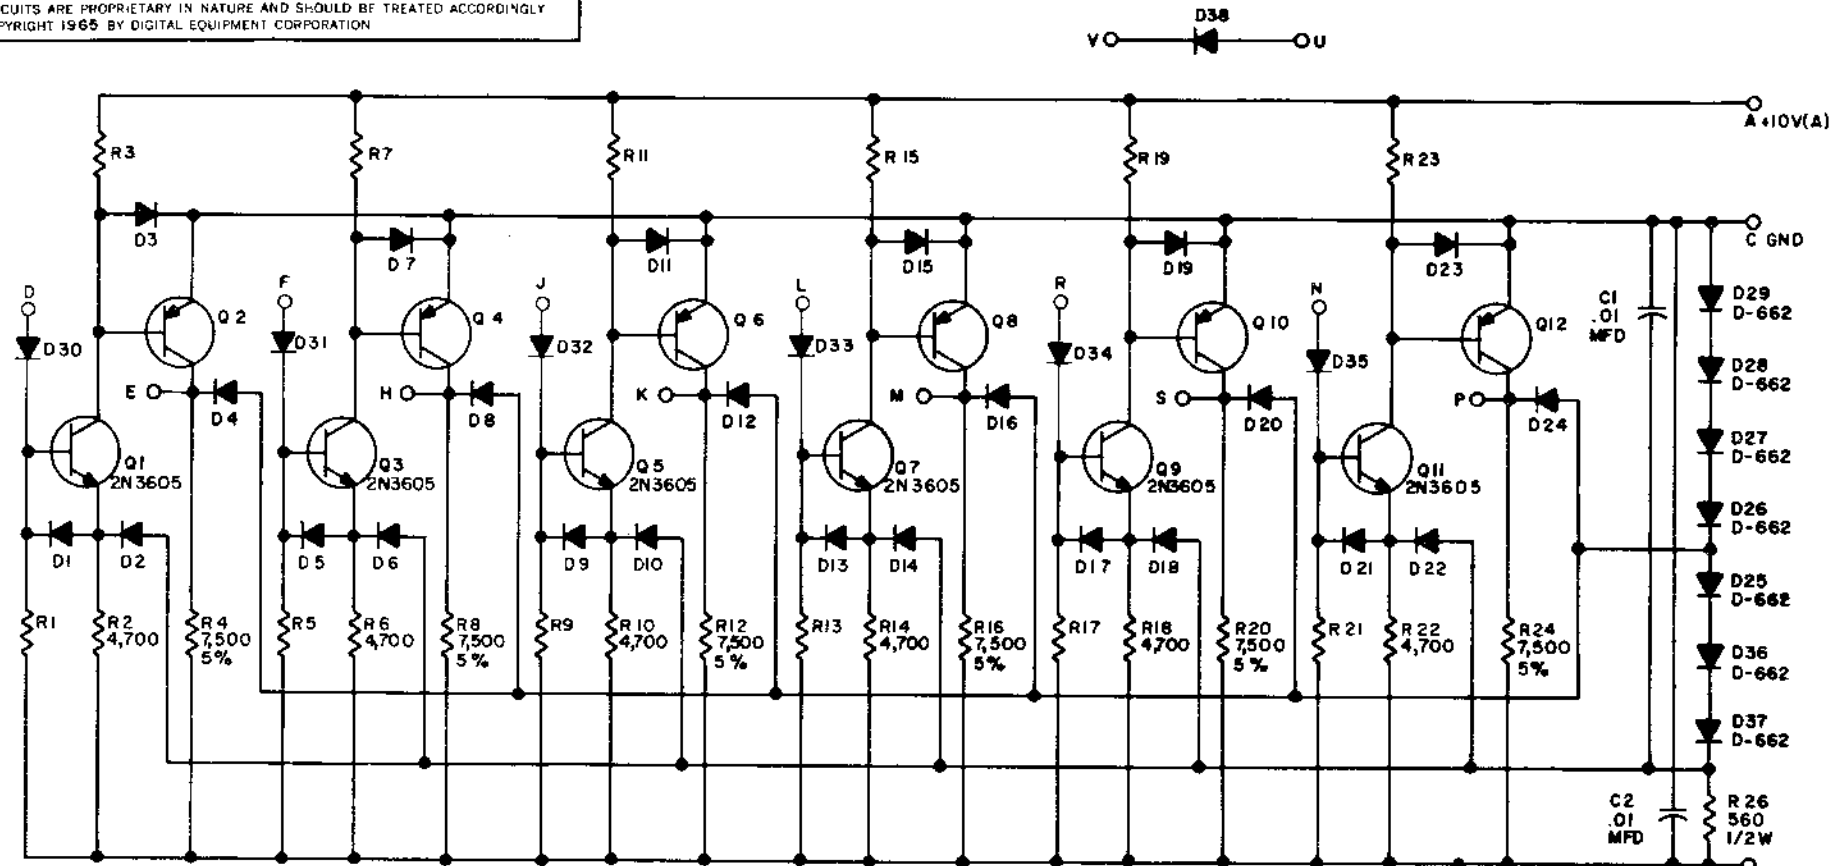 CUITS ARE PROPRIETARY IN NATURE AND SHOULD BE TREATED ACCORDINGLY
PYRIGHT 1965 BY DIGITAL EQUIPMENT CORPORATION
D38
V U
A +10V(A)
R3 R7 R11 R15 R19 R23
C GND
D3 D7 D11 D15 D19 D23
D F J L R N
Q2 Q4 Q6 Q8 Q10 Q12
C1
.01
MFD
D29
D-662
D30 D31 D32 D33 D34 D35
D28
D-662
E D4 H D8 K D12 M D16 S D20 P D24
D27
D-662
Q1
2N3605
Q3
2N3605
Q5
2N3605
Q7
2N3605
Q9
2N3605
Q11
2N3605
D26
D-662
D1 D2 D5 D6 D9 D10 D13 D14 D17 D18 D21 D22
D25
D-662
R1
R2
4,700
R4
7,500
5%
R5
R6
4,700
R8
7,500
5%
R9
R10
4,700
R12
7,500
5%
R13
R14
4,700
R16
7,500
5%
R17
R18
4,700
R20
7,500
5%
R21
R22
4,700
R24
7,500
5%
D36
D-662
D37
D-662
C2
.01
MFD
R26
560
1/2W